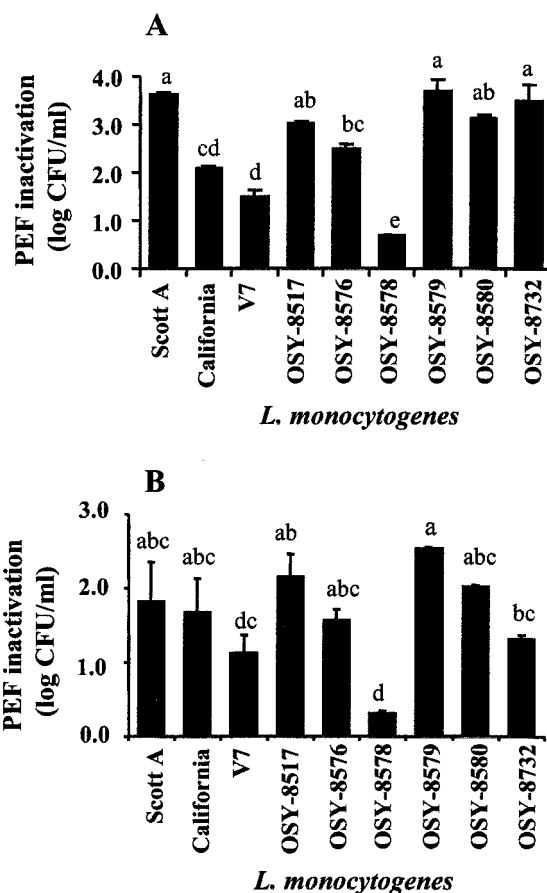 A
PEF inactivation
(log CFU/ml)
4.0
3.0
2.0
1.0
0.0
a
cd
d
ab
bc
e
a
ab
a
Scott A
California
V7
OSY-8517
OSY-8576
OSY-8578
OSY-8579
OSY-8580
OSY-8732
L. monocytogenes
B
PEF inactivation
(log CFU/ml)
3.0
2.0
1.0
0.0
abc
abc
dc
ab
abc
d
a
abc
bc
Scott A
California
V7
OSY-8517
OSY-8576
OSY-8578
OSY-8579
OSY-8580
OSY-8732
L. monocytogenes